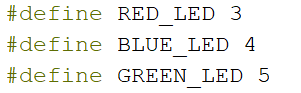 #define RED_LED 3
#define BLUE_LED 4
#define GREEN_LED 5